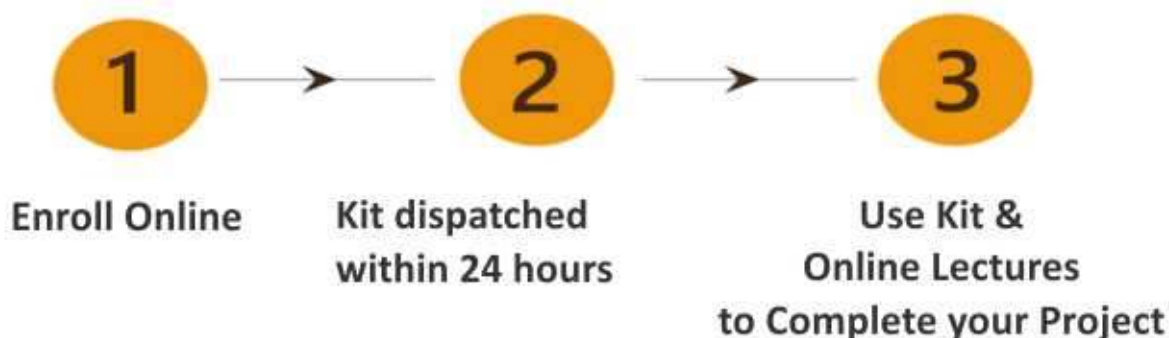 1
2
3
Enroll Online
Kit dispatched
within 24 hours
Use Kit &
Online Lectures
to Complete your Project